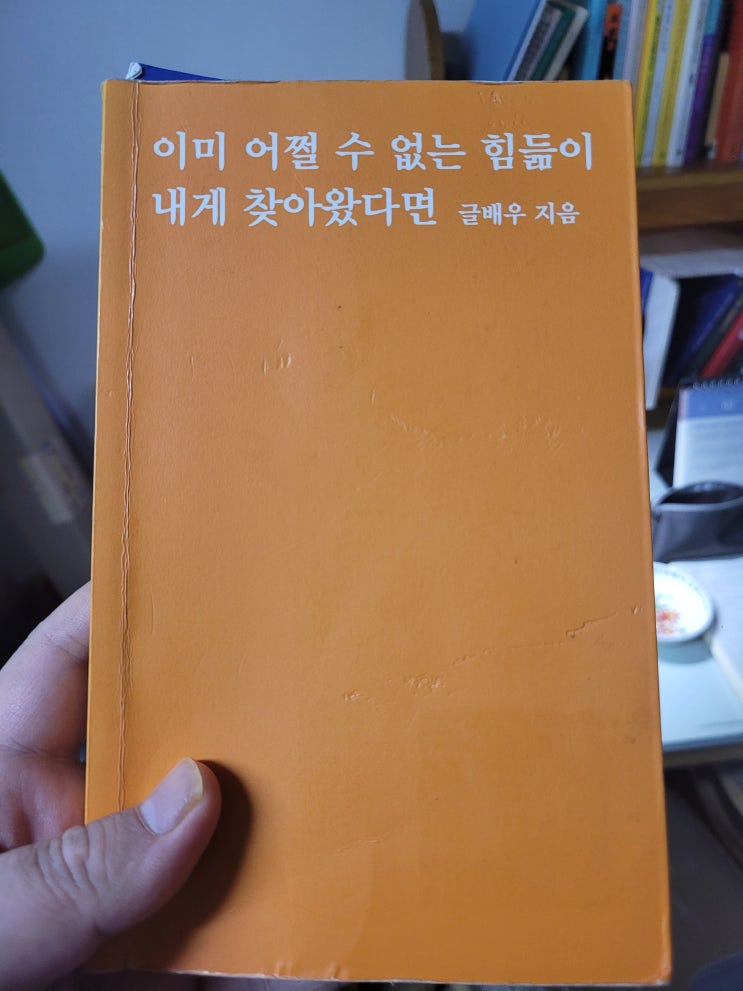 이미 어쩔 수 없는 힘듦이
내게 찾아왔다면 글배우 지음